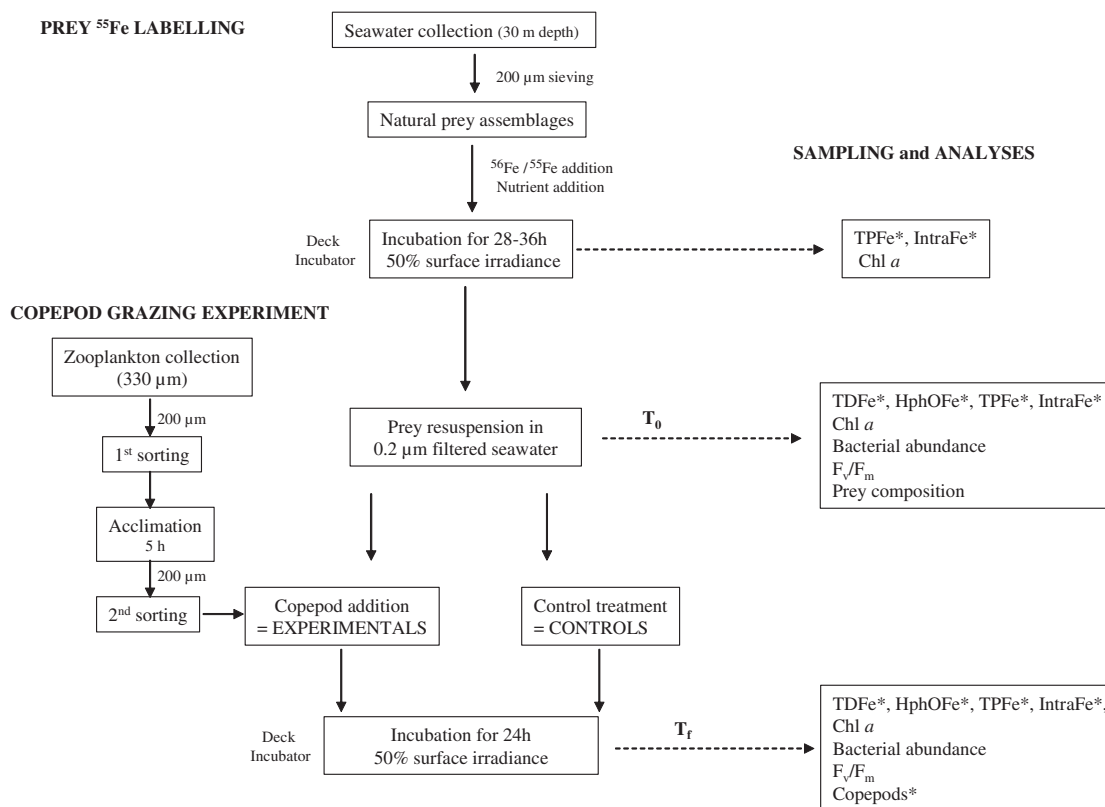 PREY ⁵⁵Fe LABELLING
Seawater collection (30 m depth)
200 µm sieving
Natural prey assemblages
⁵⁶Fe /⁵⁵Fe addition
Nutrient addition
SAMPLING and ANALYSES
Deck
Incubator
Incubation for 28-36h
50% surface irradiance
TPFe*, IntraFe*
Chl a
COPEPOD GRAZING EXPERIMENT
Zooplankton collection
(330 µm)
200 µm
1ˢᵗ sorting
Acclimation
5 h
200 µm
2ⁿᵈ sorting
Prey resuspension in
0.2 µm filtered seawater
T₀
TDFe*, HphOFe*, TPFe*, IntraFe*
Chl a
Bacterial abundance
Fᵥ/Fₘ
Prey composition
Copepod addition
= EXPERIMENTALS
Control treatment
= CONTROLS
Deck
Incubator
Incubation for 24h
50% surface irradiance
T_f
TDFe*, HphOFe*, TPFe*, IntraFe*,
Chl a
Bacterial abundance
Fᵥ/Fₘ
Copepods*